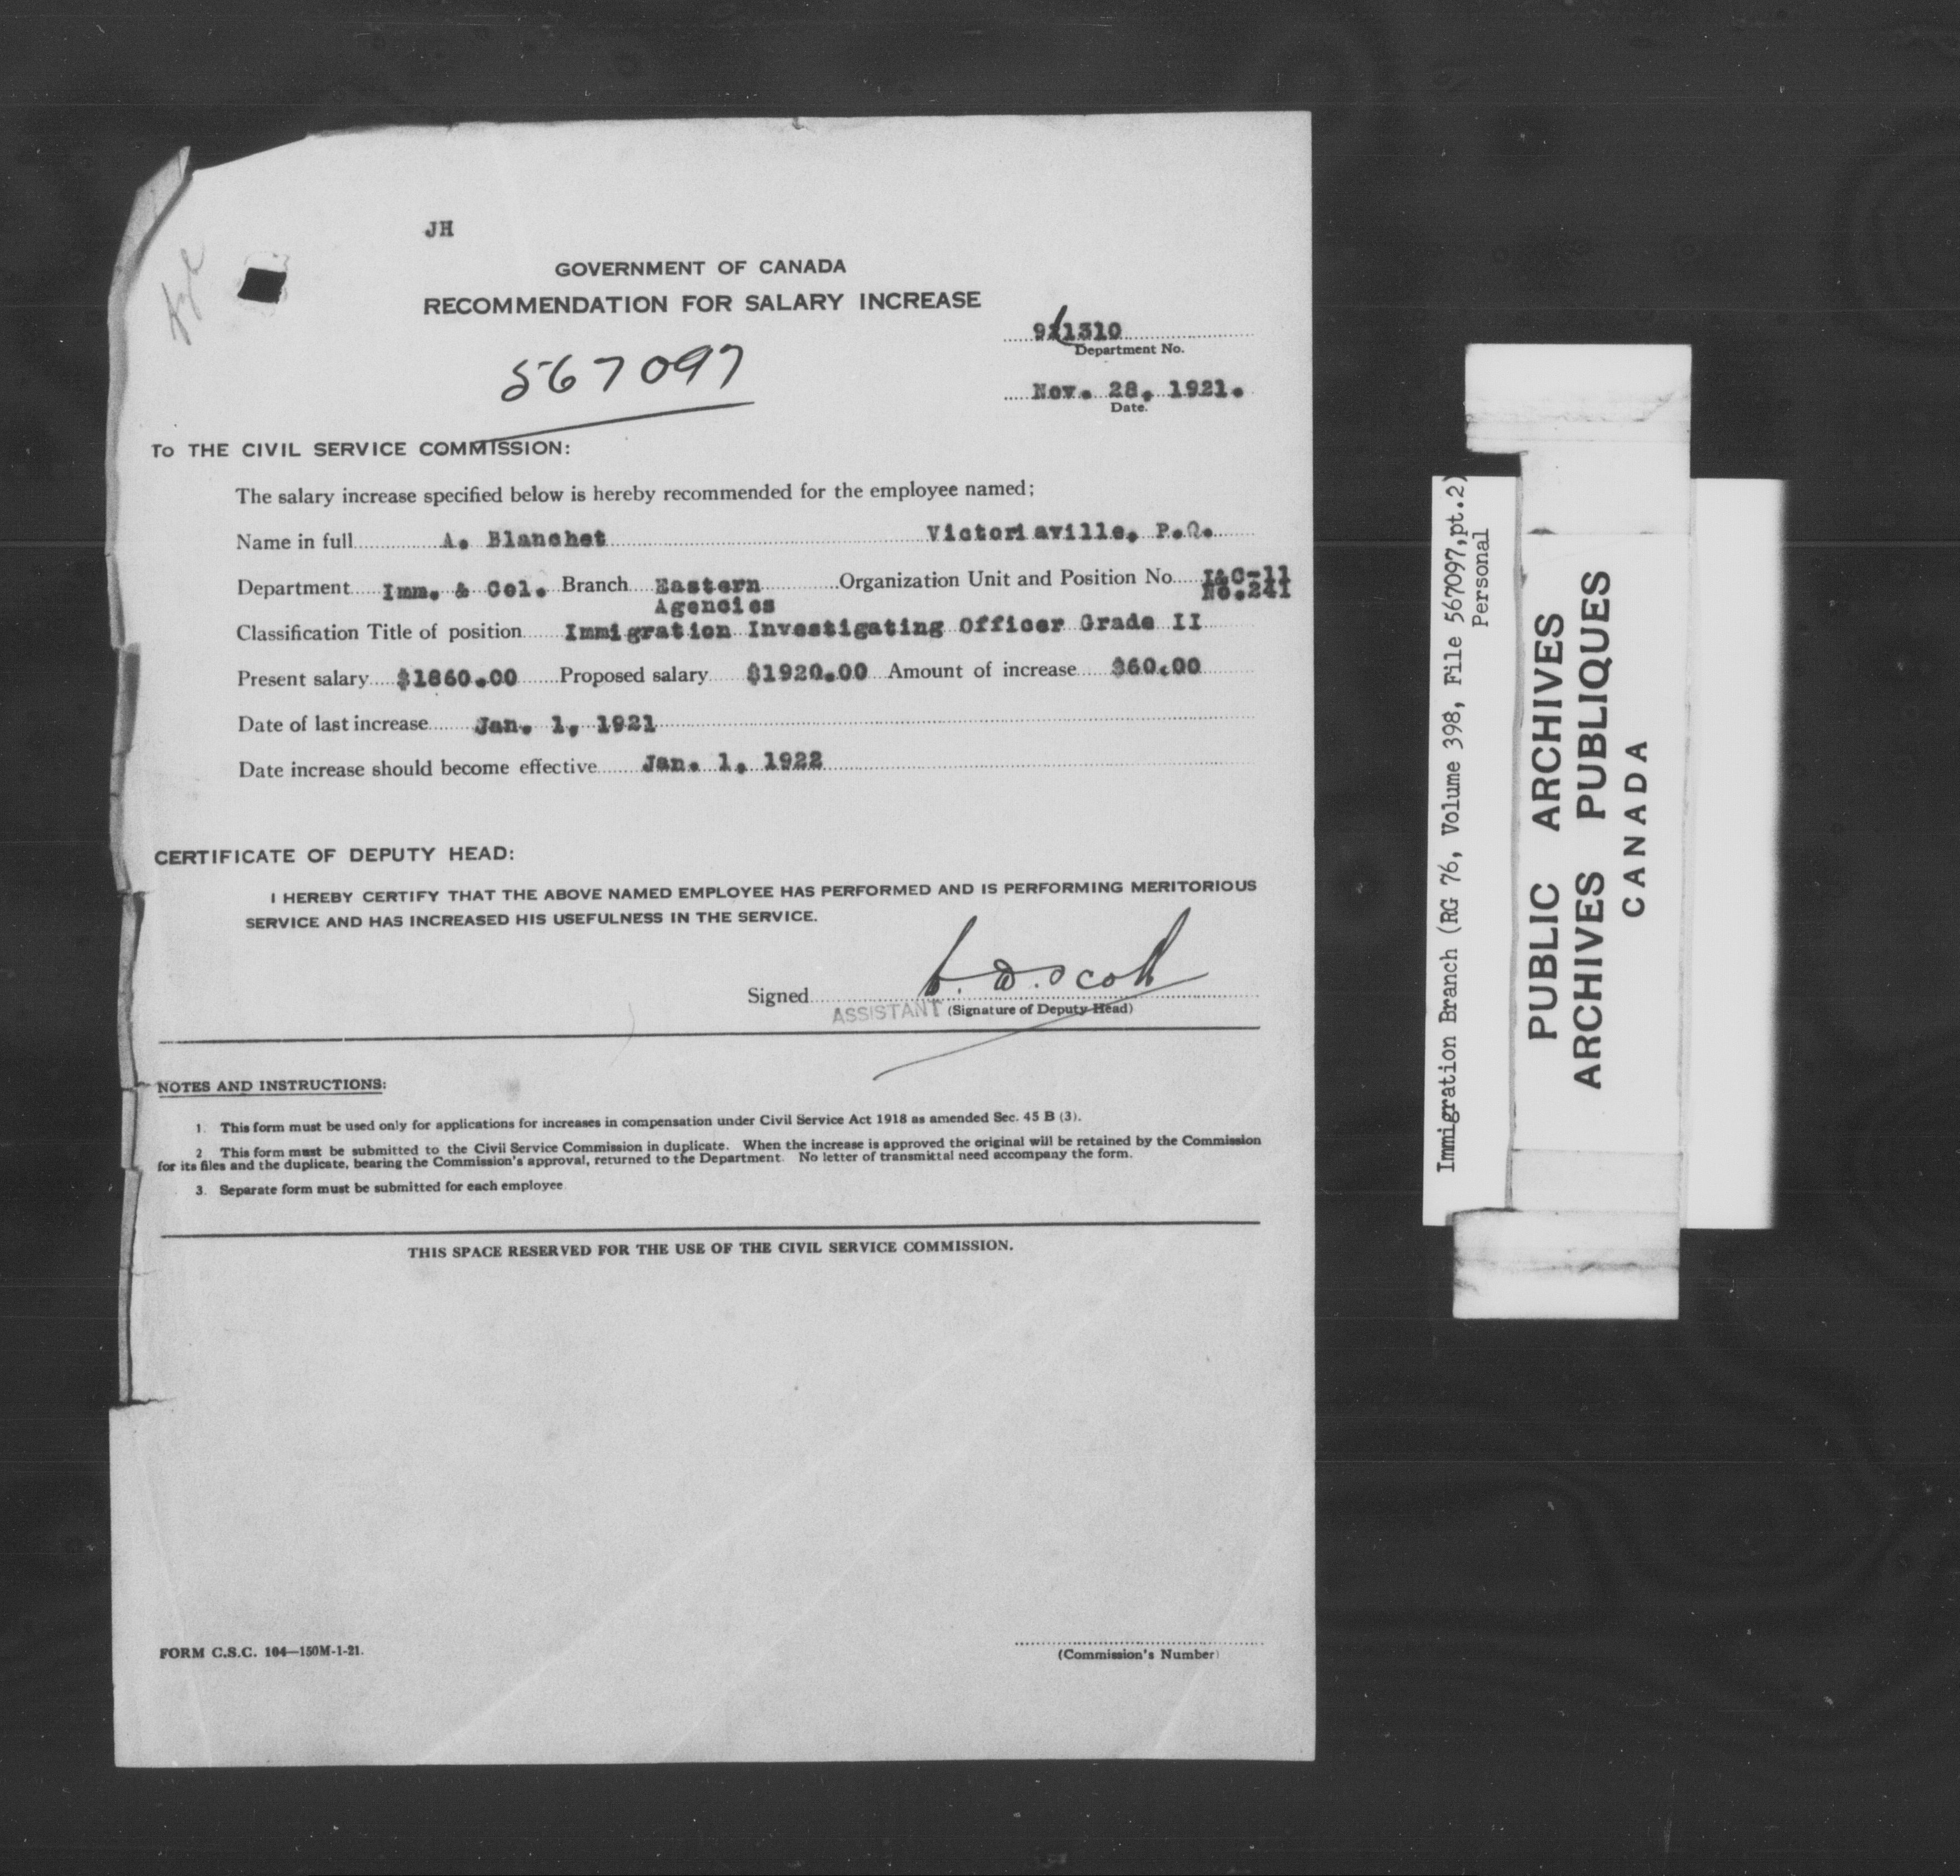 JH
GOVERNMENT OF CANADA
RECOMMENDATION FOR SALARY INCREASE
1310
Department No.
567097
Nov. 28, 1921.
Date.
To THE CIVIL SERVICE COMMISSION:
The salary increase specified below is hereby recommended for the employee named;
Name in full A. Blanchet Victoriaville, P.Q.
Department Imm. & Col. Branch Eastern Organization Unit and Position No. I&C-11
Agencies No.241
Classification Title of position Immigration Investigating Officer Grade II
Present salary $1860.00 Proposed salary $1920.00 Amount of increase $60.00
Date of last increase Jan. 1, 1921
Date increase should become effective Jan. 1, 1922
CERTIFICATE OF DEPUTY HEAD:
I HEREBY CERTIFY THAT THE ABOVE NAMED EMPLOYEE HAS PERFORMED AND IS PERFORMING MERITORIOUS
SERVICE AND HAS INCREASED HIS USEFULNESS IN THE SERVICE.
Signed W. D. Scott
ASSISTANT (Signature of Deputy Head)
NOTES AND INSTRUCTIONS:
1. This form must be used only for applications for increases in compensation under Civil Service Act 1918 as amended Sec. 45 B (3).
2 This form must be submitted to the Civil Service Commission in duplicate. When the increase is approved the original will be retained by the Commission
for its files and the duplicate, bearing the Commission's approval, returned to the Department. No letter of transmittal need accompany the form.
3. Separate form must be submitted for each employee
THIS SPACE RESERVED FOR THE USE OF THE CIVIL SERVICE COMMISSION.
FORM C.S.C. 104—150M-1-21.
(Commission's Number)
Immigration Branch (RG 76, Volume 398, File 567097,pt.2)
Personal
PUBLIC ARCHIVES
ARCHIVES PUBLIQUES
CANADA